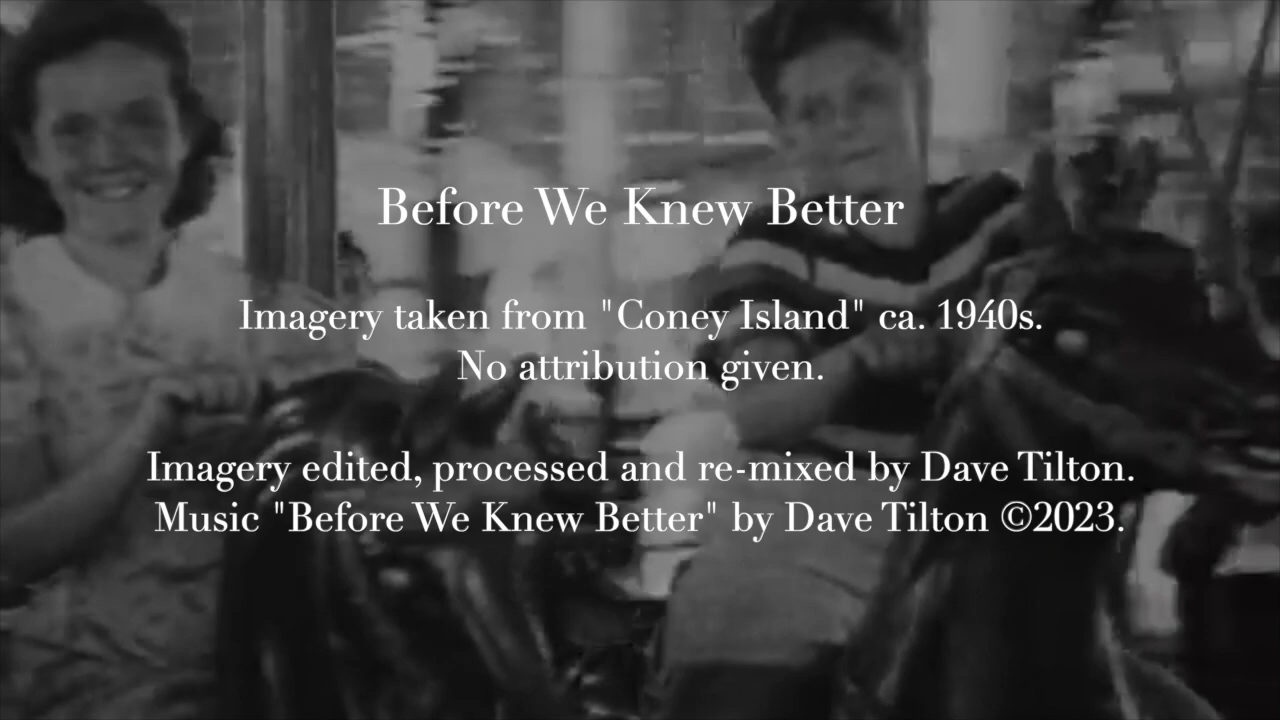 Before We Knew Better
Imagery taken from "Coney Island" ca. 1940s.
No attribution given.
Imagery edited, processed and re-mixed by Dave Tilton.
Music "Before We Knew Better" by Dave Tilton ©2023.